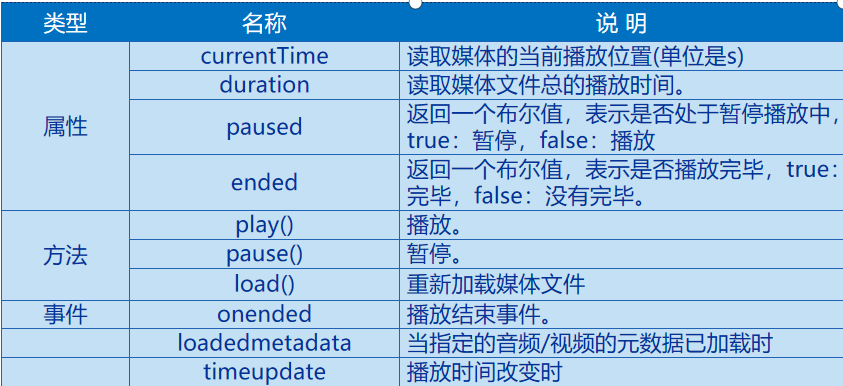 类型 名称 说 明
属性 currentTime 读取媒体的当前播放位置(单位是s)
duration 读取媒体文件总的播放时间。
paused 返回一个布尔值，表示是否处于暂停播放中，
true：暂停，false：播放
ended 返回一个布尔值，表示是否播放完毕，true：
完毕，false：没有完毕。
方法 play() 播放。
pause() 暂停。
load() 重新加载媒体文件
事件 onended 播放结束事件。
loadedmetadata 当指定的音频/视频的元数据已加载时
timeupdate 播放时间改变时